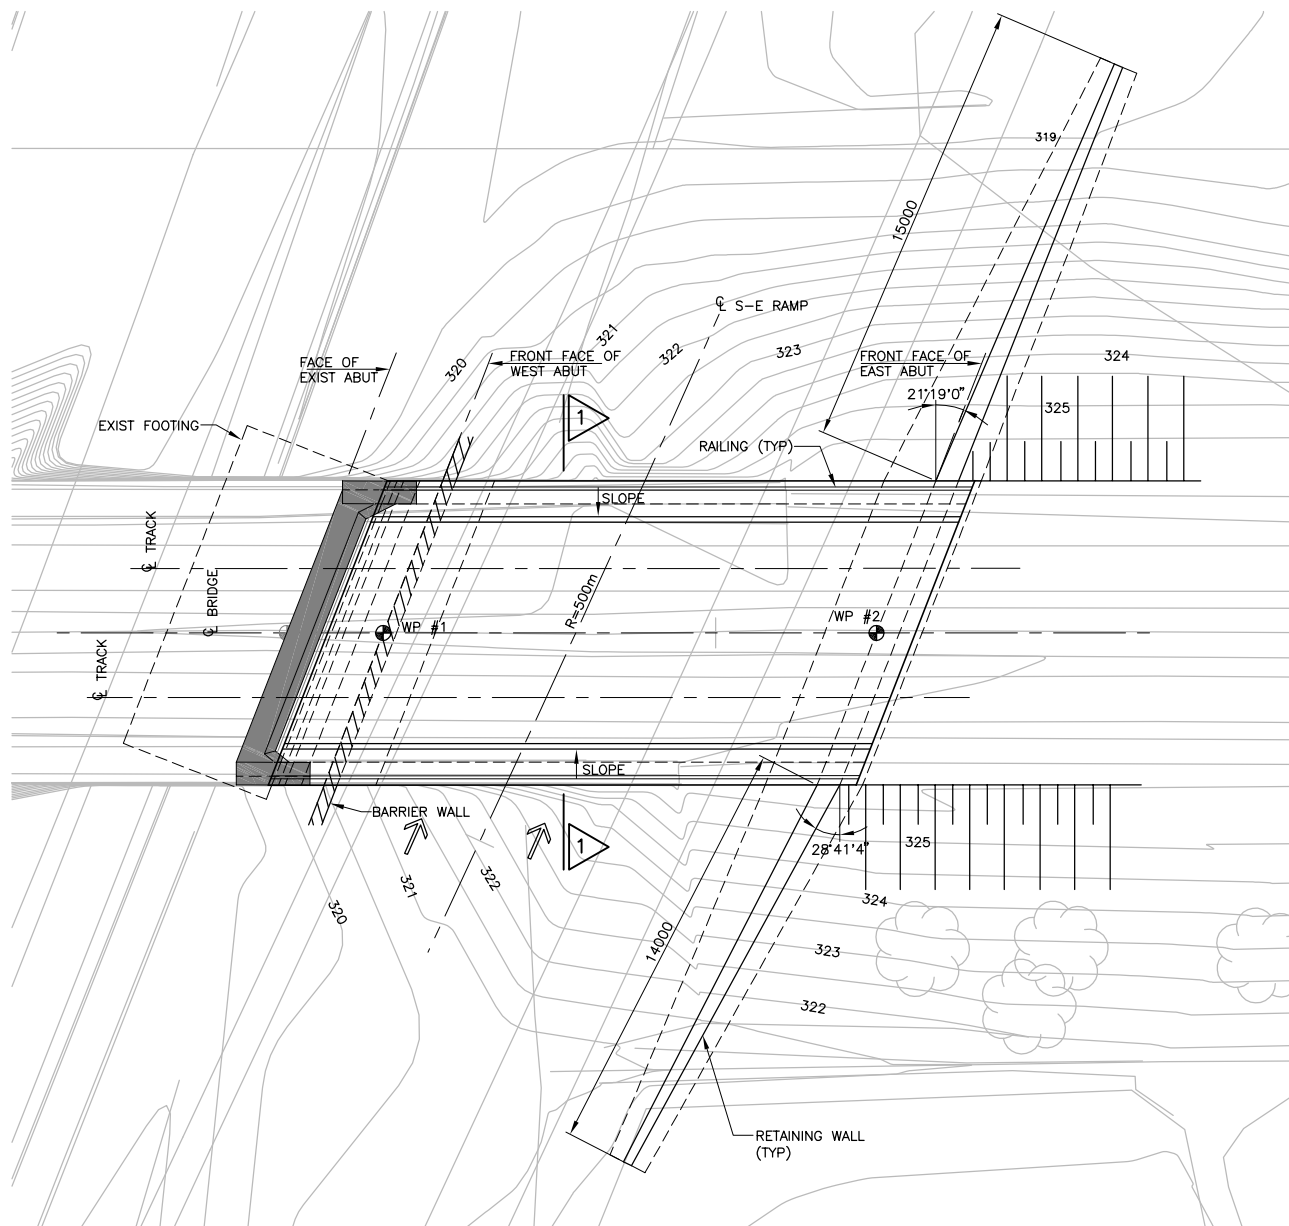 319
15000
℄ S-E RAMP
321
322
323
324
320
FACE OF
EXIST ABUT
FRONT FACE OF
WEST ABUT
FRONT FACE OF
EAST ABUT
21°19'0"
325
1
EXIST FOOTING
RAILING (TYP)
SLOPE
℄ TRACK
℄ BRIDGE
R=500m
WP #1
WP #2
℄ TRACK
SLOPE
BARRIER WALL
1
28°41'4"
325
321
322
320
324
14000
323
322
RETAINING WALL
(TYP)